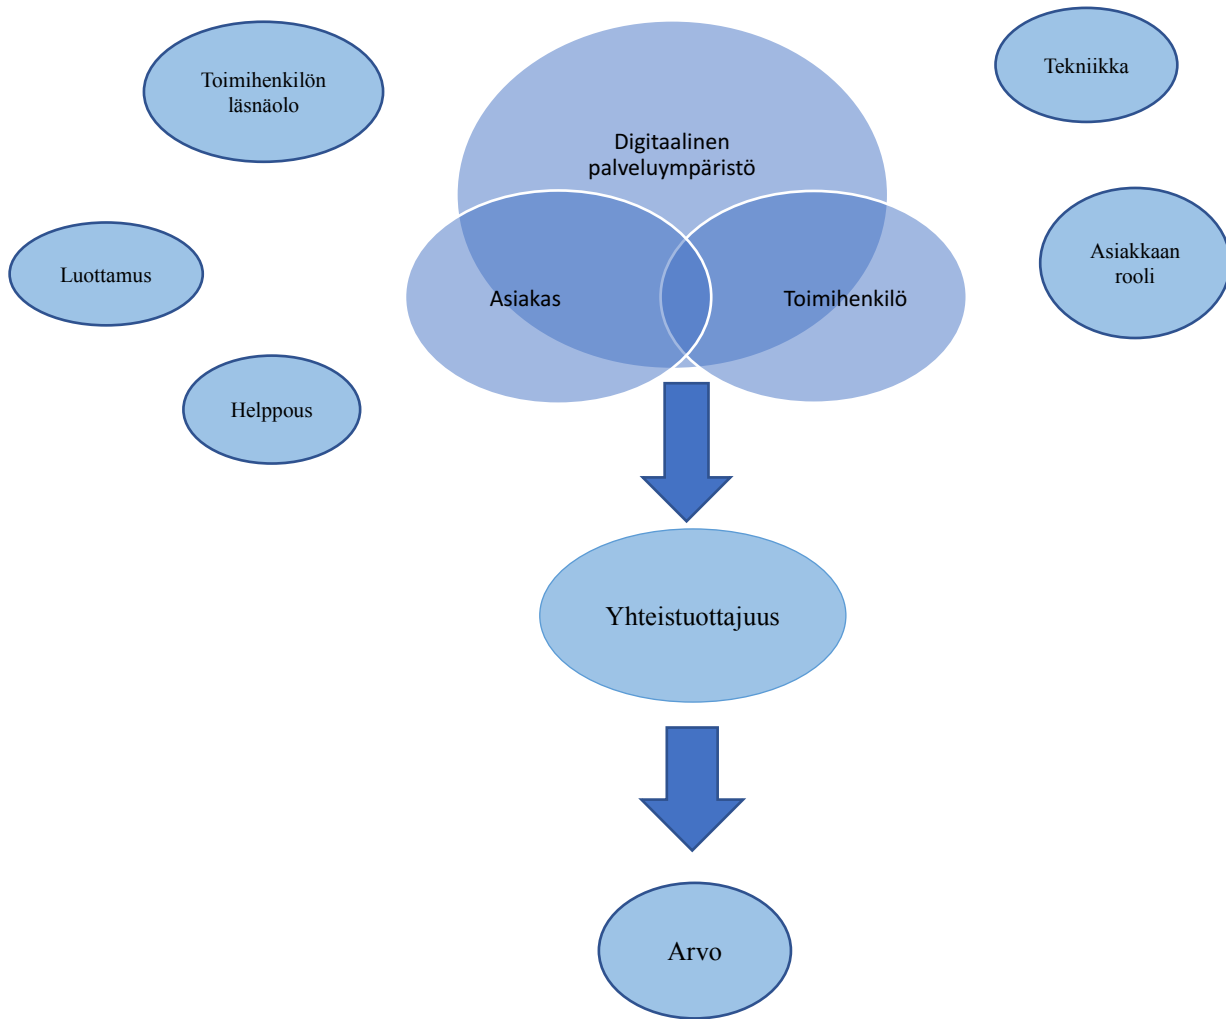 Toimihenkilön
läsnäolo
Tekniikka
Digitaalinen
palveluympäristö
Luottamus
Asiakkaan
rooli
Asiakas
Toimihenkilö
Helppous
Yhteistuottajuus
Arvo